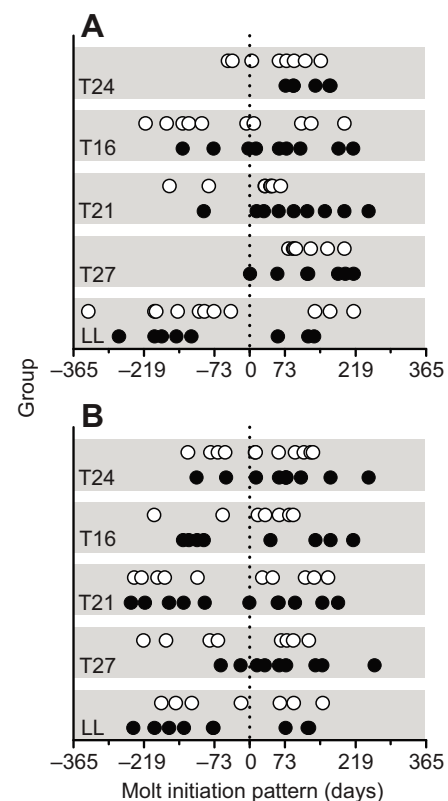 A
T24
T16
T21
T27
LL
–365 –219 –73 0 73 219 365
Group
B
T24
T16
T21
T27
LL
–365 –219 –73 0 73 219 365
Molt initiation pattern (days)